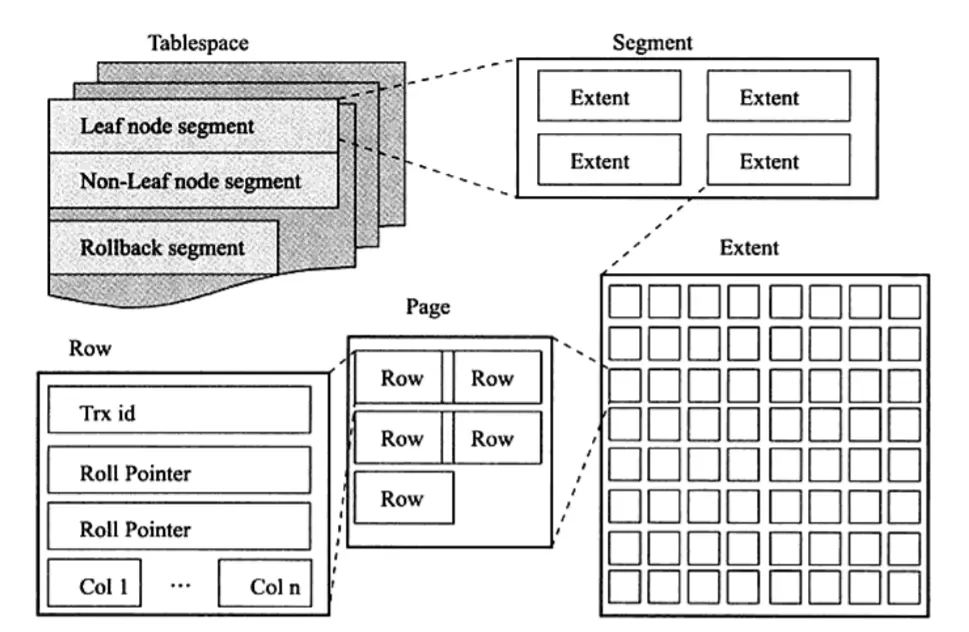 Tablespace
Leaf node segment
Non-Leaf node segment
Rollback segment
Segment
Extent Extent
Extent Extent
Extent
Page
Row Row
Row Row
Row
Row
Trx id
Roll Pointer
Roll Pointer
Col 1 ... Col n